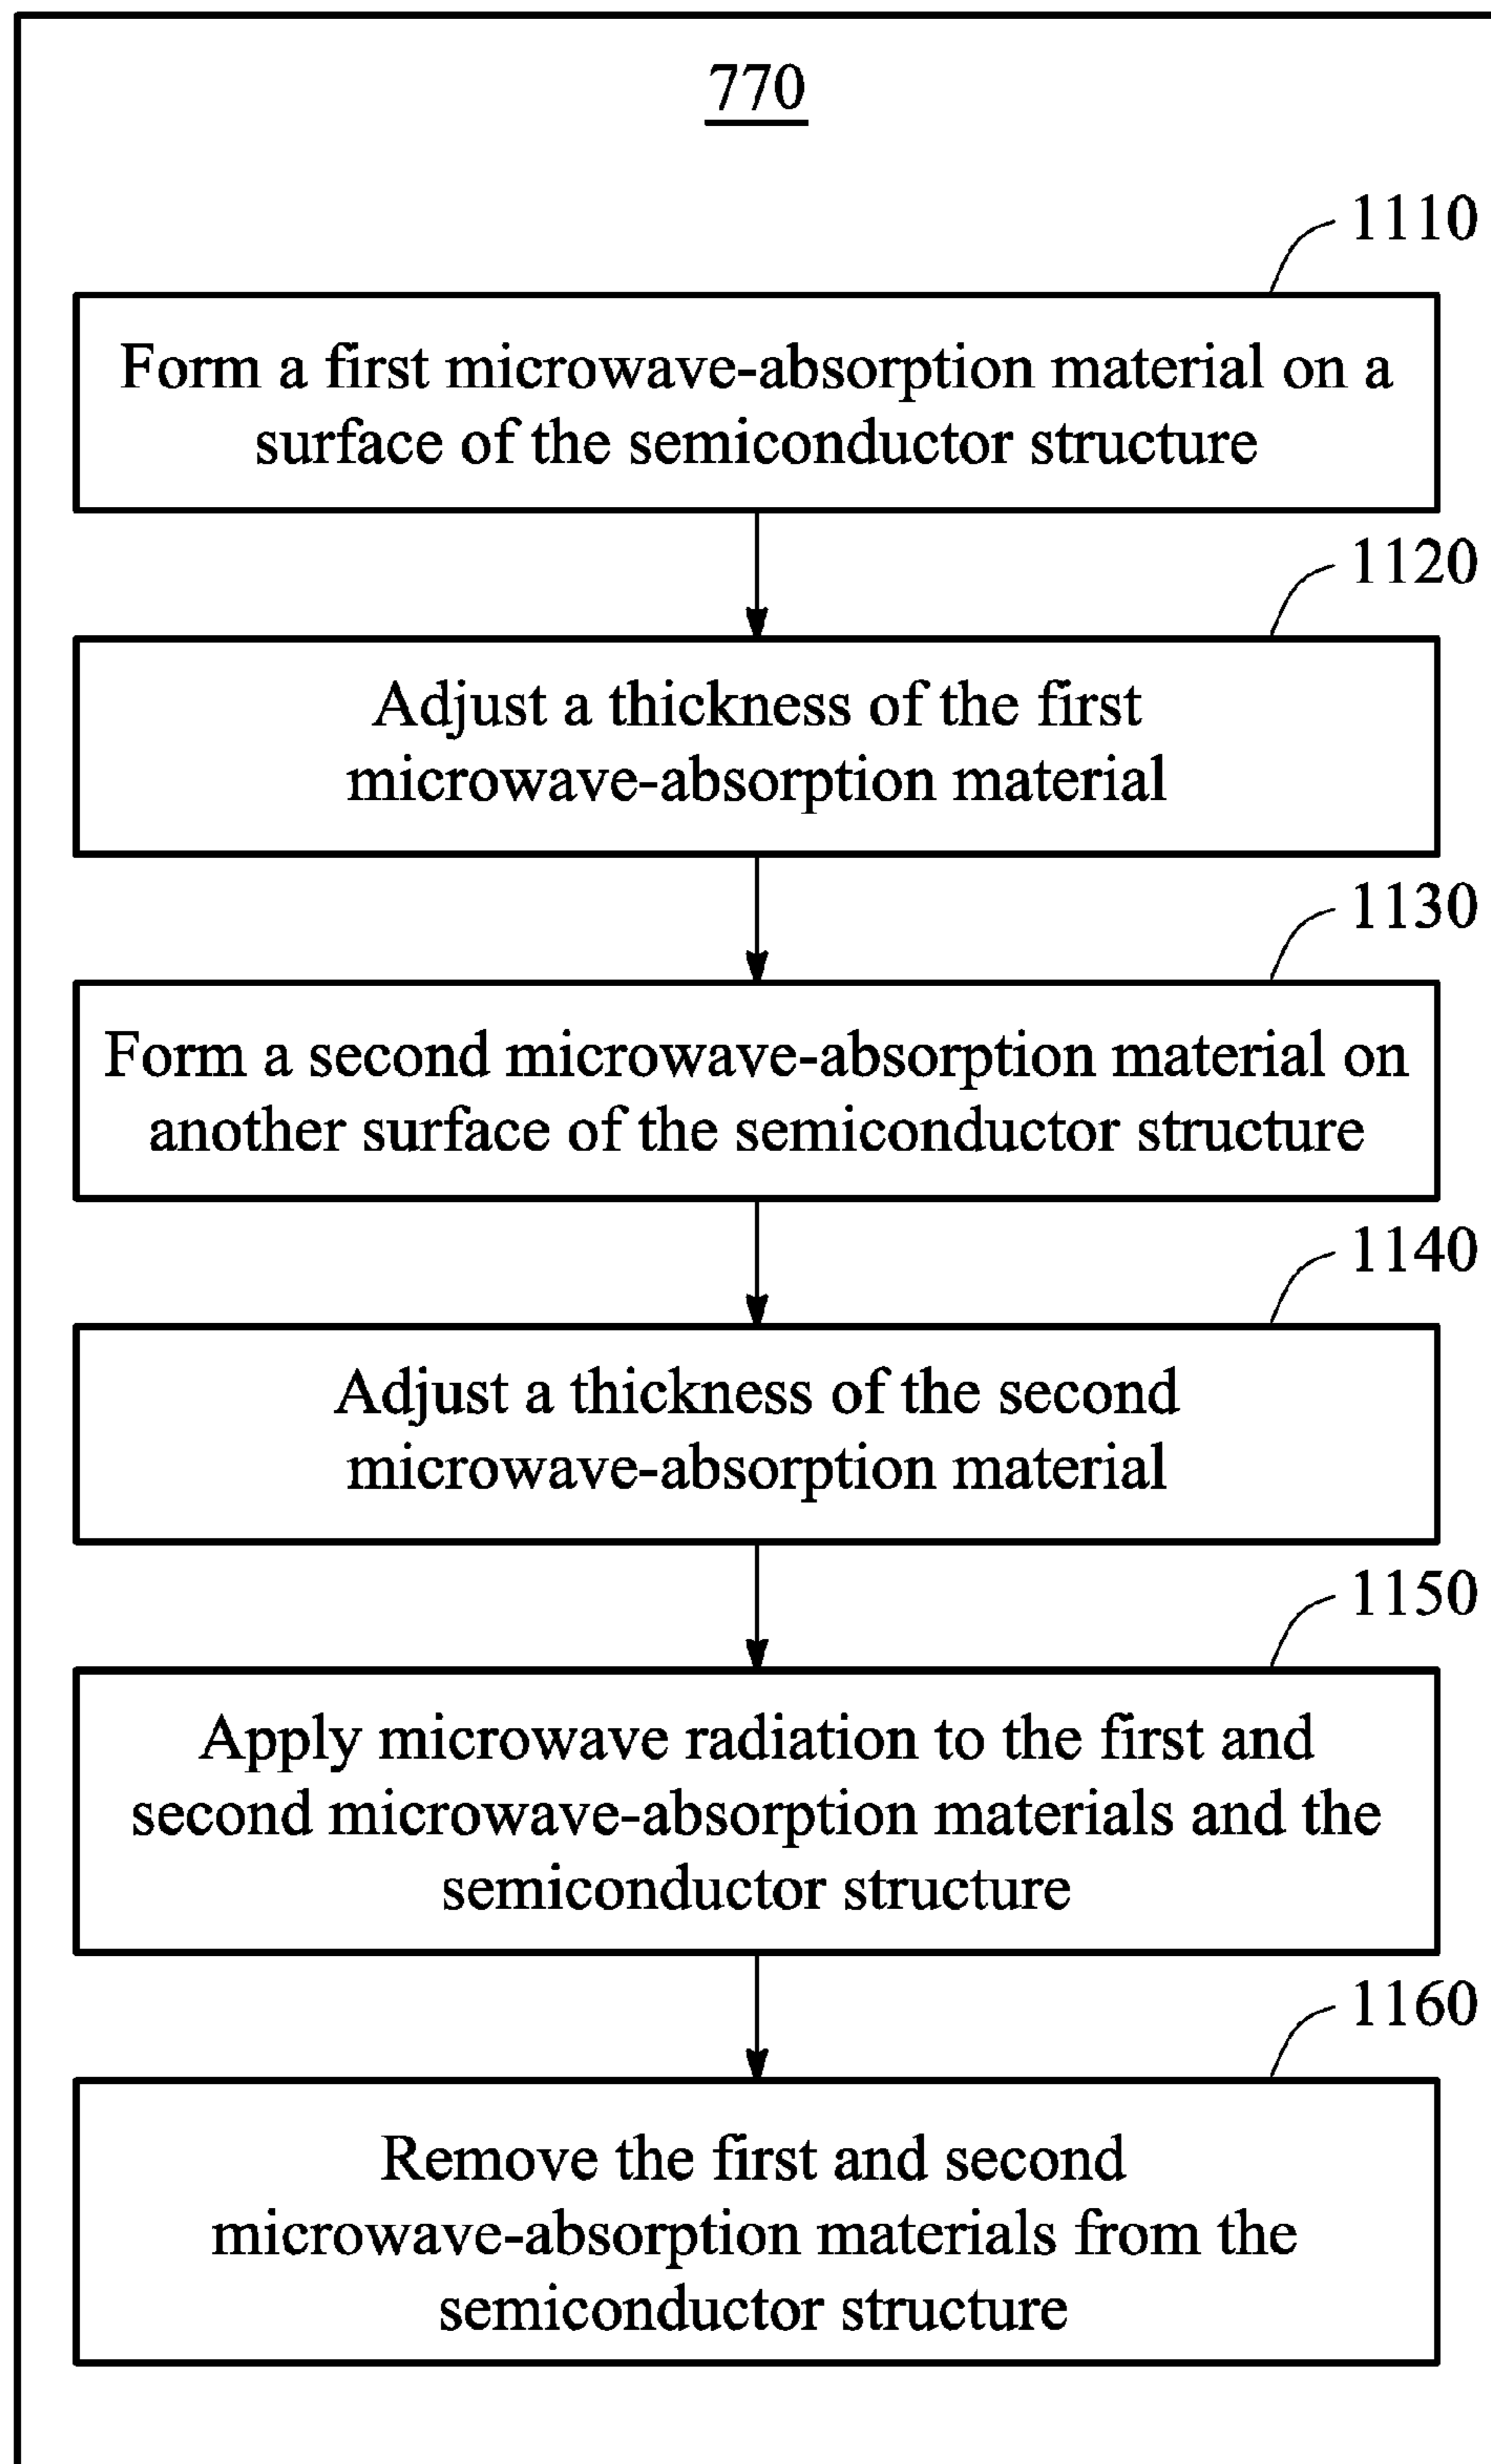 770
1110
Form a first microwave-absorption material on a
surface of the semiconductor structure
1120
Adjust a thickness of the first
microwave-absorption material
1130
Form a second microwave-absorption material on
another surface of the semiconductor structure
1140
Adjust a thickness of the second
microwave-absorption material
1150
Apply microwave radiation to the first and
second microwave-absorption materials and the
semiconductor structure
1160
Remove the first and second
microwave-absorption materials from the
semiconductor structure